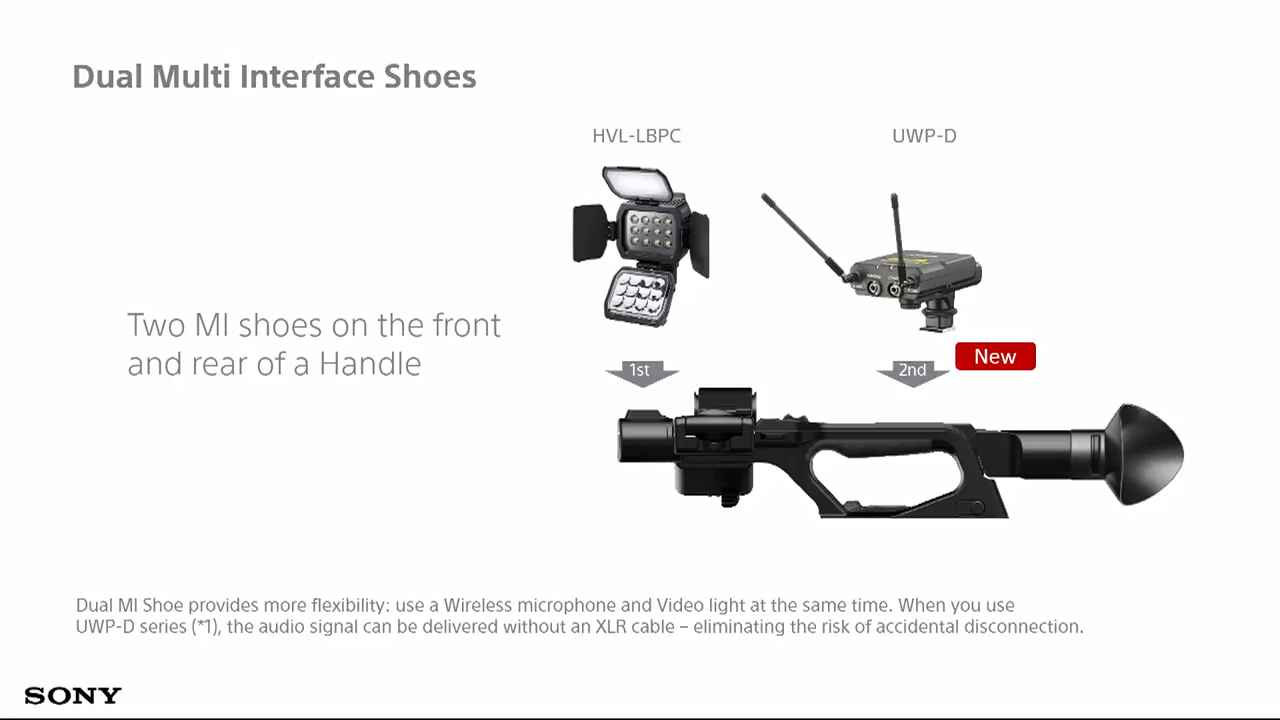 Dual Multi Interface Shoes
HVL-LBPC
UWP-D
Two MI shoes on the front
and rear of a Handle
New
1st
2nd
Dual MI Shoe provides more flexibility: use a Wireless microphone and Video light at the same time. When you use
UWP-D series (*1), the audio signal can be delivered without an XLR cable – eliminating the risk of accidental disconnection.
SONY